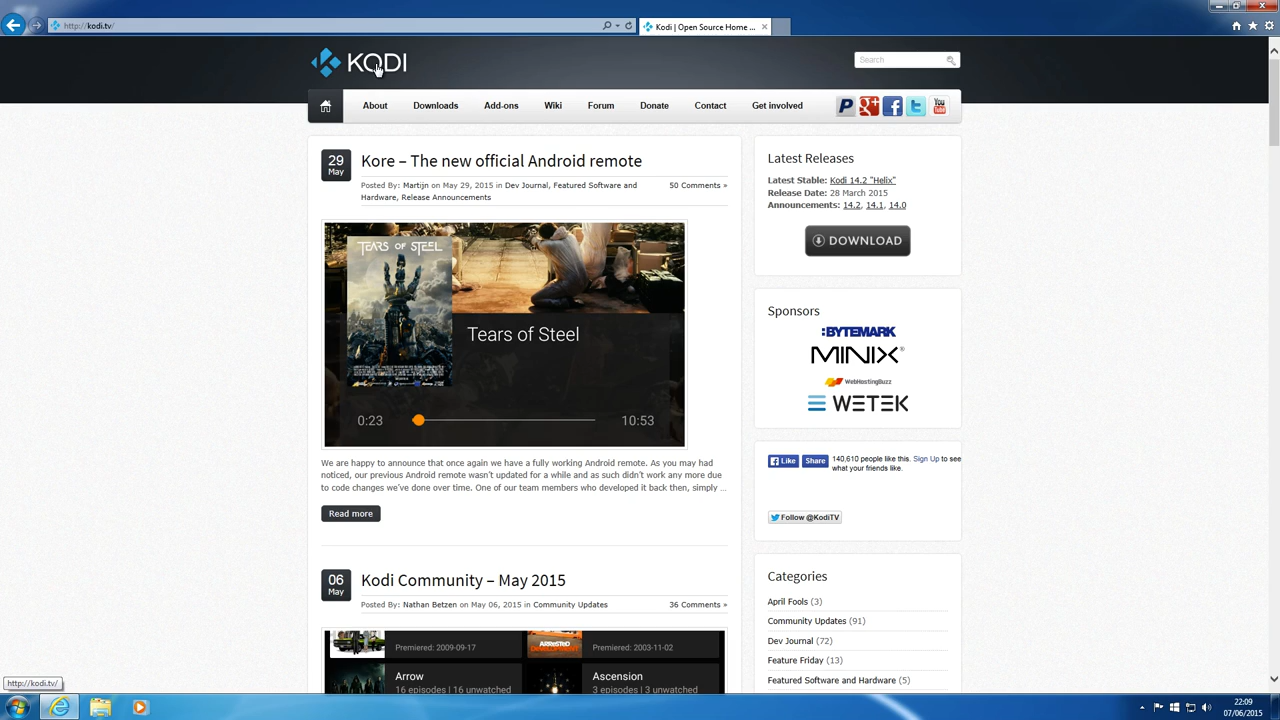 http://kodi.tv/
Kodi | Open Source Home ...
KODI
Search
About
Downloads
Add-ons
Wiki
Forum
Donate
Contact
Get involved
P
g+
f
t
You
Tube
29
May
Kore – The new official Android remote
Posted By: Martijn on May 29, 2015 in Dev Journal, Featured Software and
Hardware, Release Announcements
50 Comments »
TEARS OF STEEL
Tears of Steel
0:23
10:53
We are happy to announce that once again we have a fully working Android remote. As you may had
noticed, our previous Android remote wasn't updated for a while and as such didn't work any more due
to code changes we've done over time. One of our team members who developed it back then, simply ...
Read more
06
May
Kodi Community – May 2015
Posted By: Nathan Betzen on May 06, 2015 in Community Updates
36 Comments »
Premiered: 2009-09-17
ARRESTED
DEVELOPMENT
Premiered: 2003-11-02
Arrow
16 episodes | 16 unwatched
Ascension
3 episodes | 3 unwatched
Latest Releases
Latest Stable: Kodi 14.2 "Helix"
Release Date: 28 March 2015
Announcements: 14.2, 14.1, 14.0
DOWNLOAD
Sponsors
:BYTEMARK
MINIX®
WebHostingBuzz
WETEK
Like
Share
140,610 people like this. Sign Up to see
what your friends like.
Follow @KodiTV
Categories
April Fools (3)
Community Updates (91)
Dev Journal (72)
Feature Friday (13)
Featured Software and Hardware (5)
http://kodi.tv/
22:09
07/06/2015